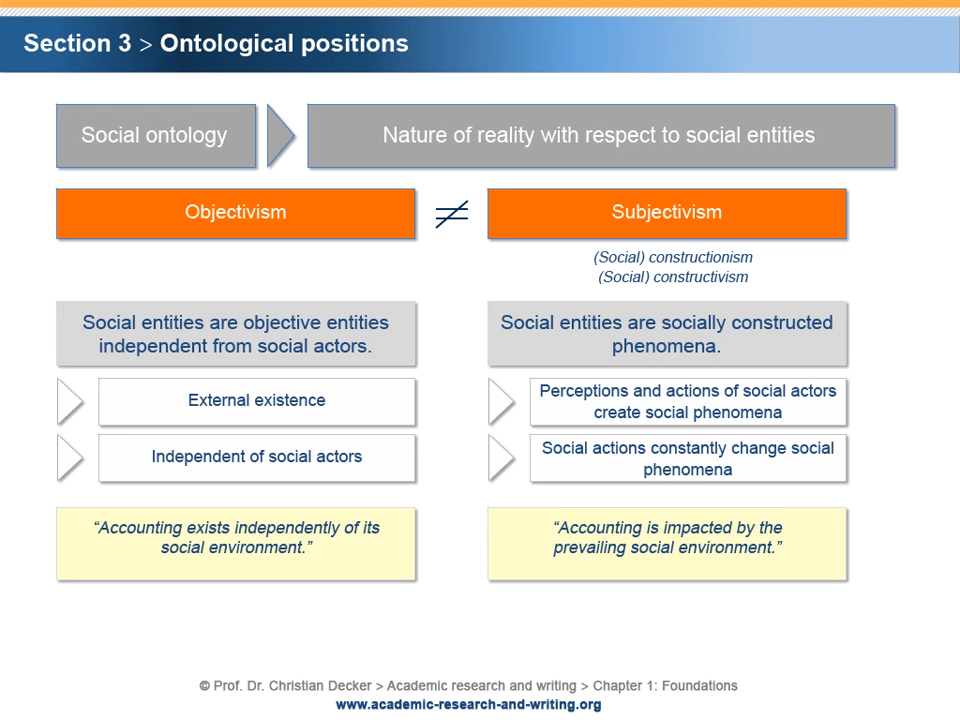 Section 3 > Ontological positions
Social ontology
Nature of reality with respect to social entities
Objectivism
≠
Subjectivism
(Social) constructionism
(Social) constructivism
Social entities are objective entities
independent from social actors.
External existence
Independent of social actors
“Accounting exists independently of its
social environment.”
Social entities are socially constructed
phenomena.
Perceptions and actions of social actors
create social phenomena
Social actions constantly change social
phenomena
“Accounting is impacted by the
prevailing social environment.”
© Prof. Dr. Christian Decker > Academic research and writing > Chapter 1: Foundations
www.academic-research-and-writing.org